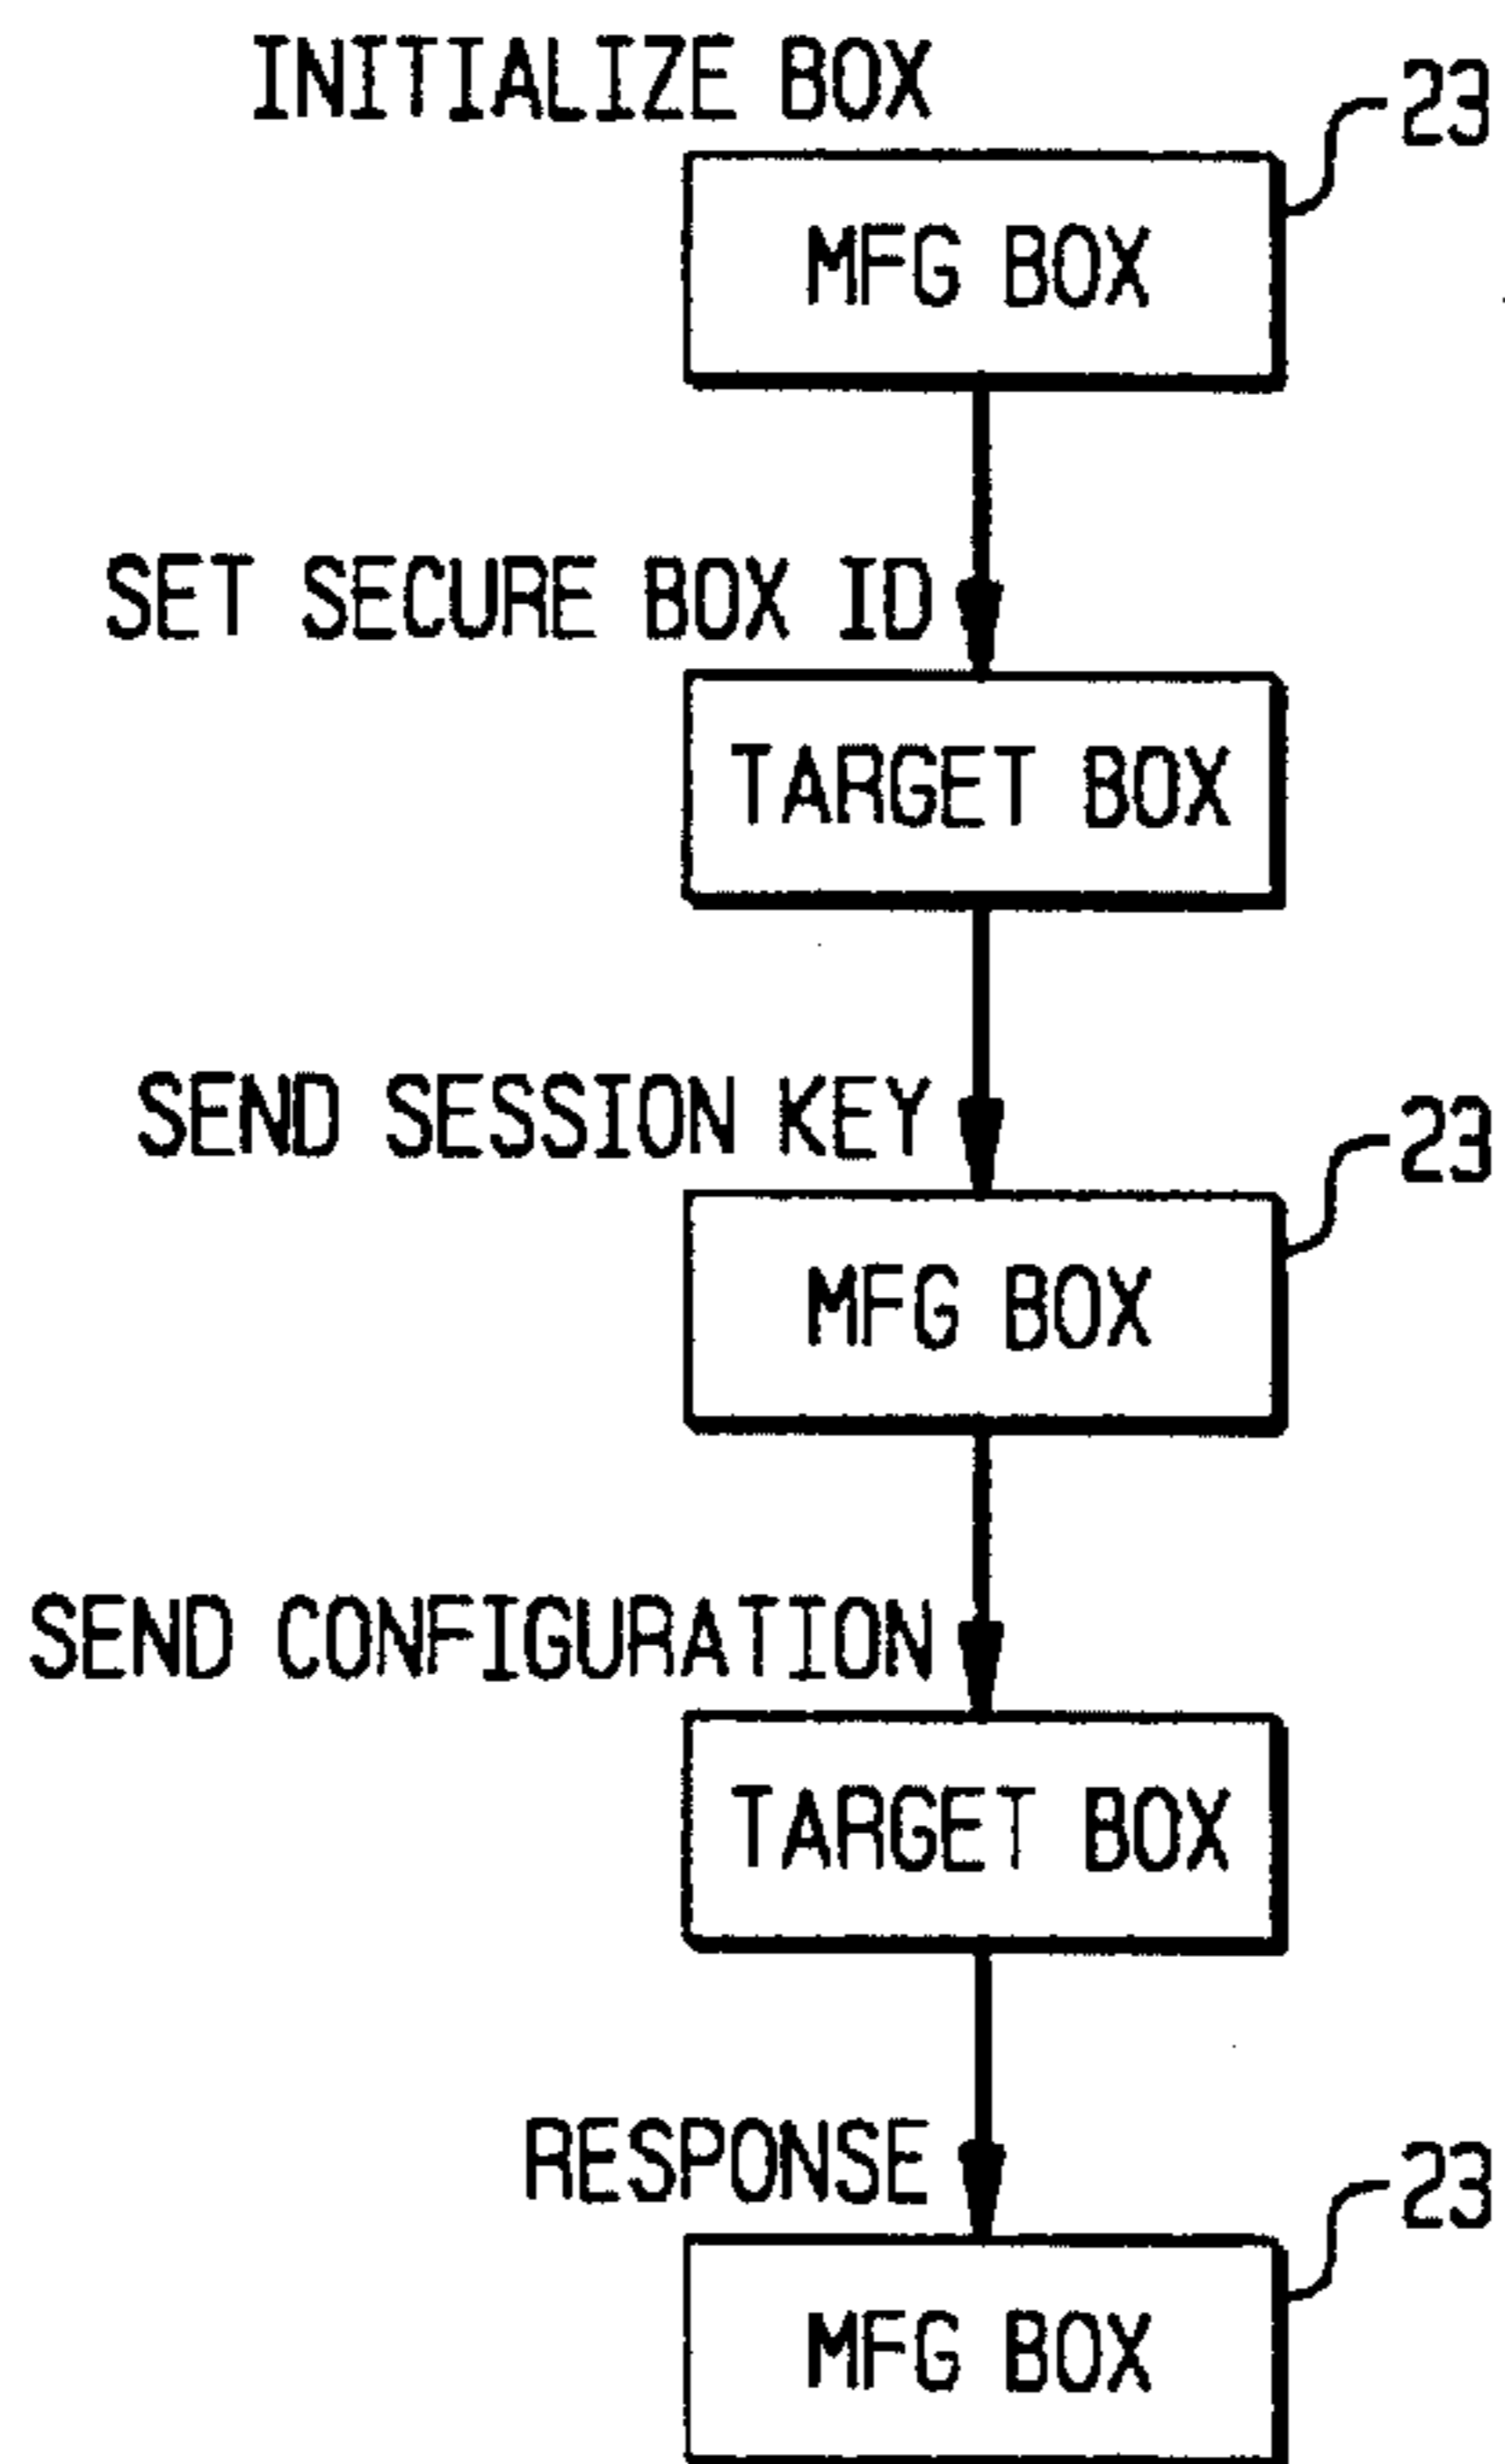 INITIALIZE BOX
23
MFG BOX
SET SECURE BOX ID
TARGET BOX
SEND SESSION KEY
23
MFG BOX
SEND CONFIGURATION
TARGET BOX
RESPONSE
23
MFG BOX